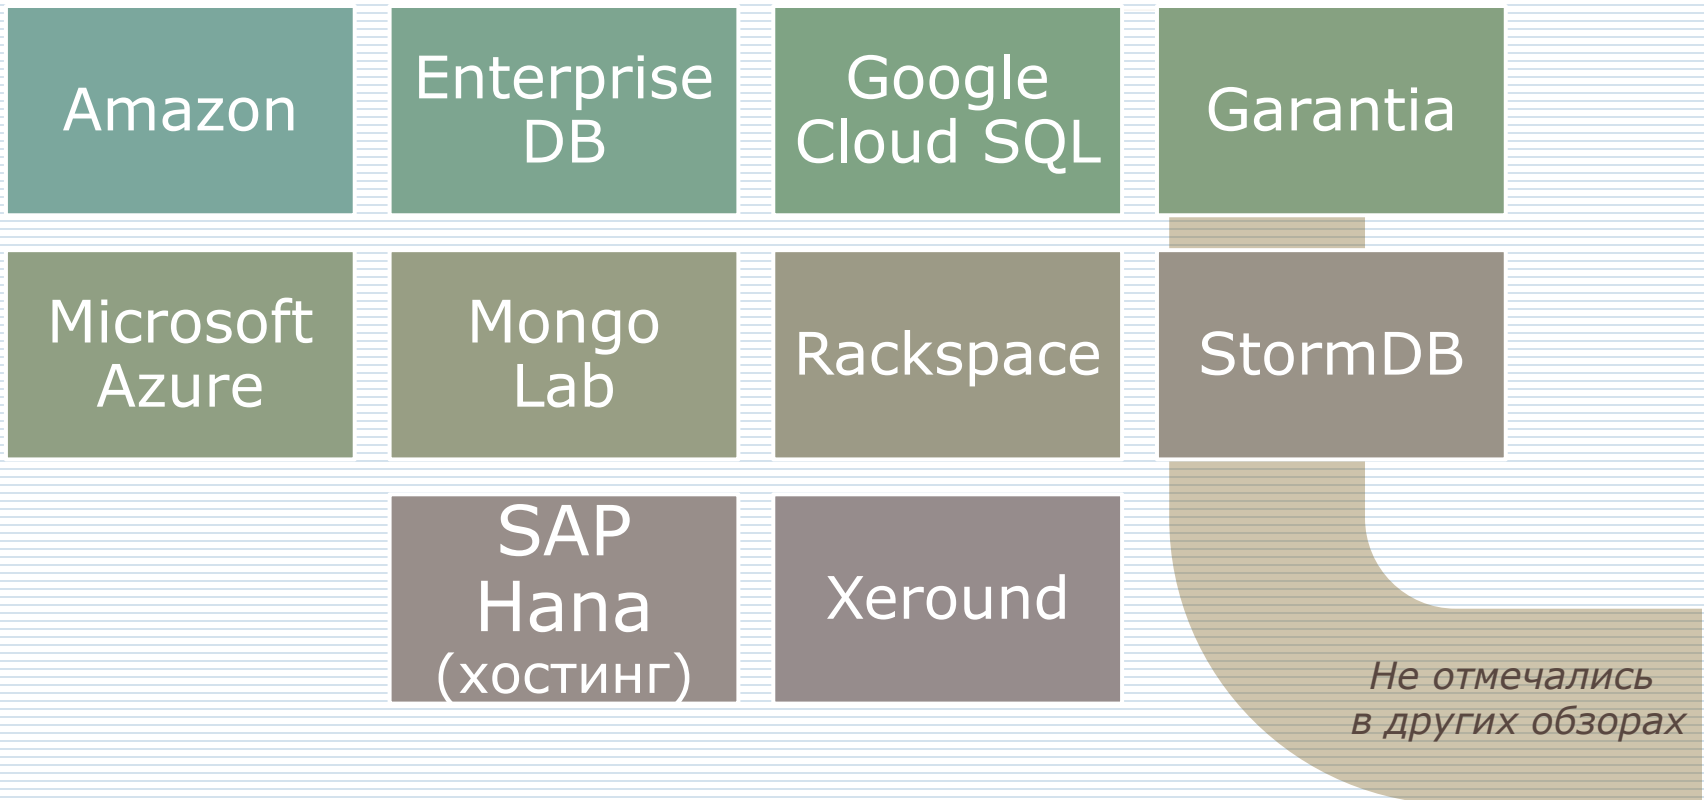 Amazon
Enterprise
DB
Google
Cloud SQL
Garantia
Microsoft
Azure
Mongo
Lab
Rackspace
StormDB
SAP
Hana
(хостинг)
Xeround
Не отмечались
в других обзорах